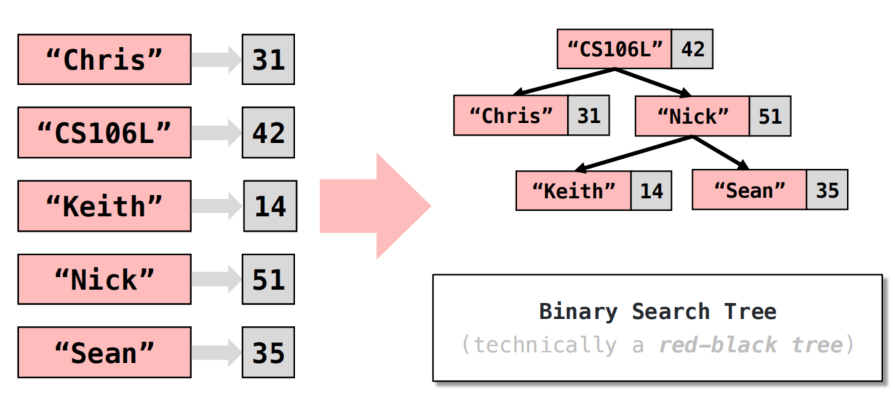 “Chris” 31
“CS106L” 42
“Keith” 14
“Nick” 51
“Sean” 35
“CS106L” 42
“Chris” 31
“Nick” 51
“Keith” 14
“Sean” 35
Binary Search Tree
(technically a red-black tree)